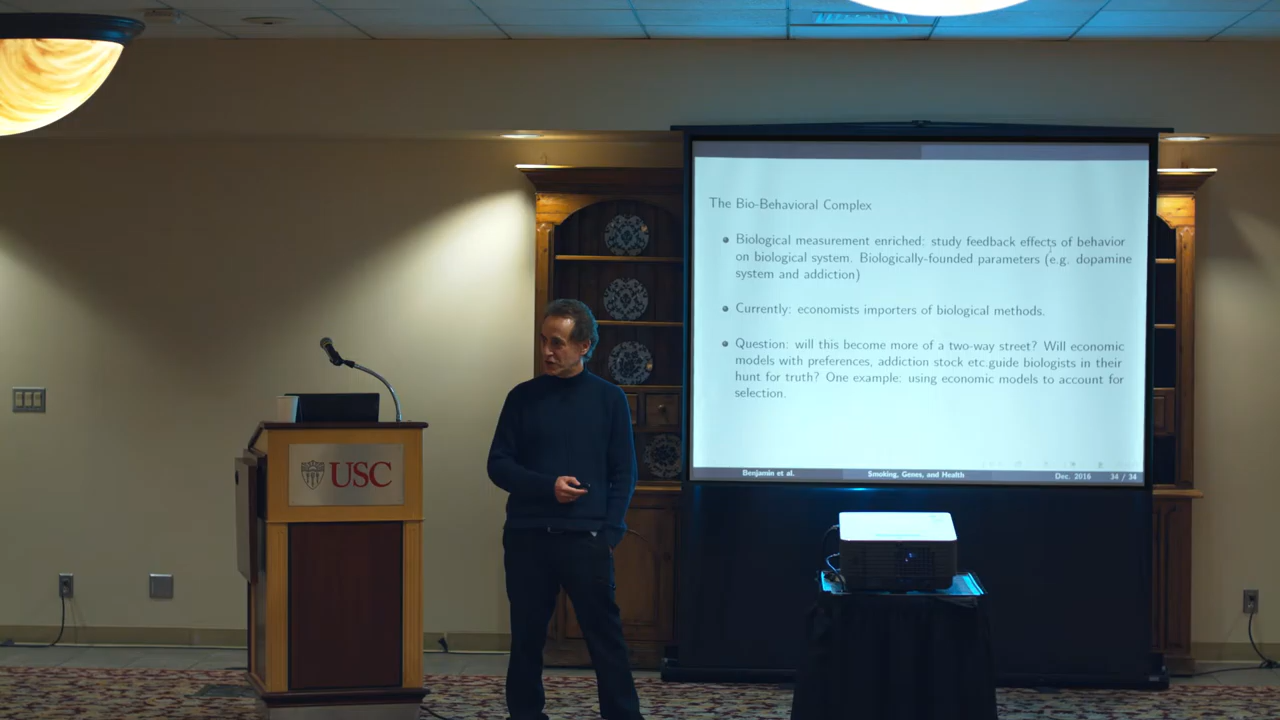 The Bio-Behavioral Complex
Biological measurement enriched: study feedback effects of behavior
on biological system. Biologically-founded parameters (e.g. dopamine
system and addiction)
Currently: economists importers of biological methods.
Question: will this become more of a two-way street? Will economic
models with preferences, addiction stock etc.guide biologists in their
hunt for truth? One example: using economic models to account for
selection.
Benjamin et al. Smoking, Genes, and Health Dec. 2016 34 / 34
USC